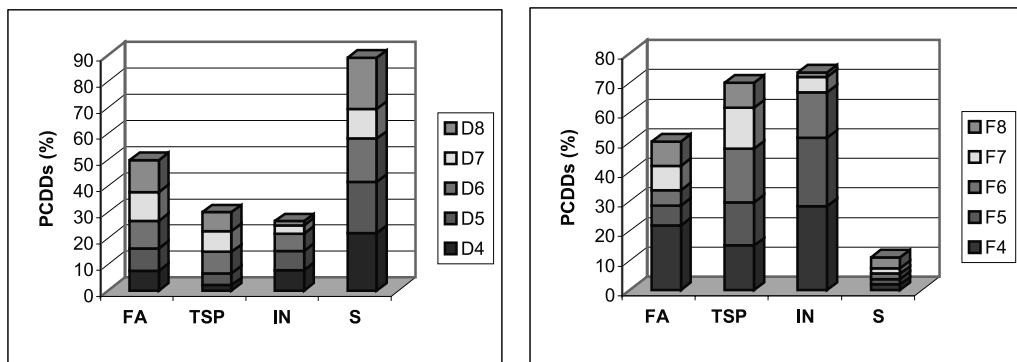 PCDDs (%)
90
80
70
60
50
40
30
20
10
0
FA TSP IN S
D8
D7
D6
D5
D4
PCDDs (%)
80
70
60
50
40
30
20
10
0
FA TSP IN S
F8
F7
F6
F5
F4